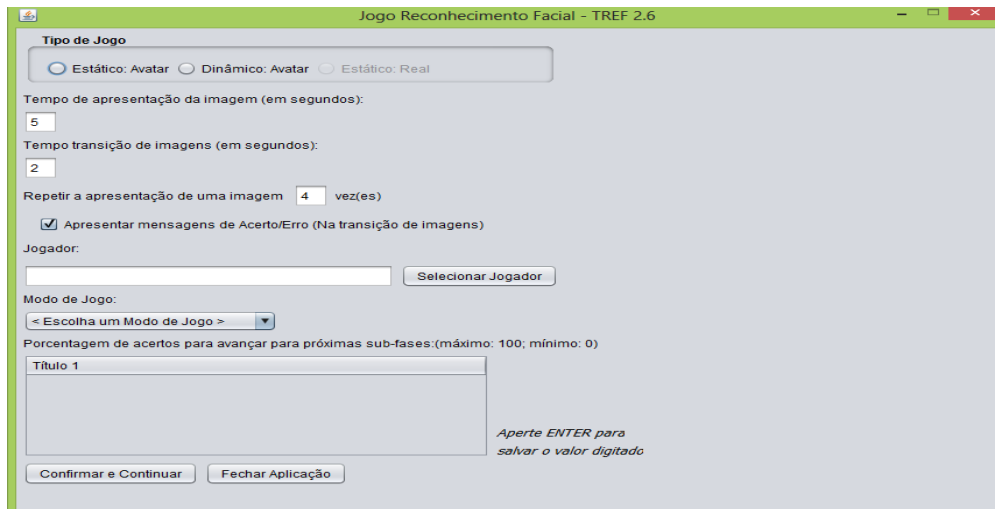 Jogo Reconhecimento Facial - TREF 2.6
Tipo de Jogo
Estático: Avatar Dinâmico: Avatar Estático: Real
Tempo de apresentação da imagem (em segundos):
5
Tempo transição de imagens (em segundos):
2
Repetir a apresentação de uma imagem 4 vez(es)
Apresentar mensagens de Acerto/Erro (Na transição de imagens)
Jogador:
Selecionar Jogador
Modo de Jogo:
< Escolha um Modo de Jogo >
Porcentagem de acertos para avançar para próximas sub-fases:(máximo: 100; mínimo: 0)
Título 1
Aperte ENTER para
salvar o valor digitado
Confirmar e Continuar Fechar Aplicação